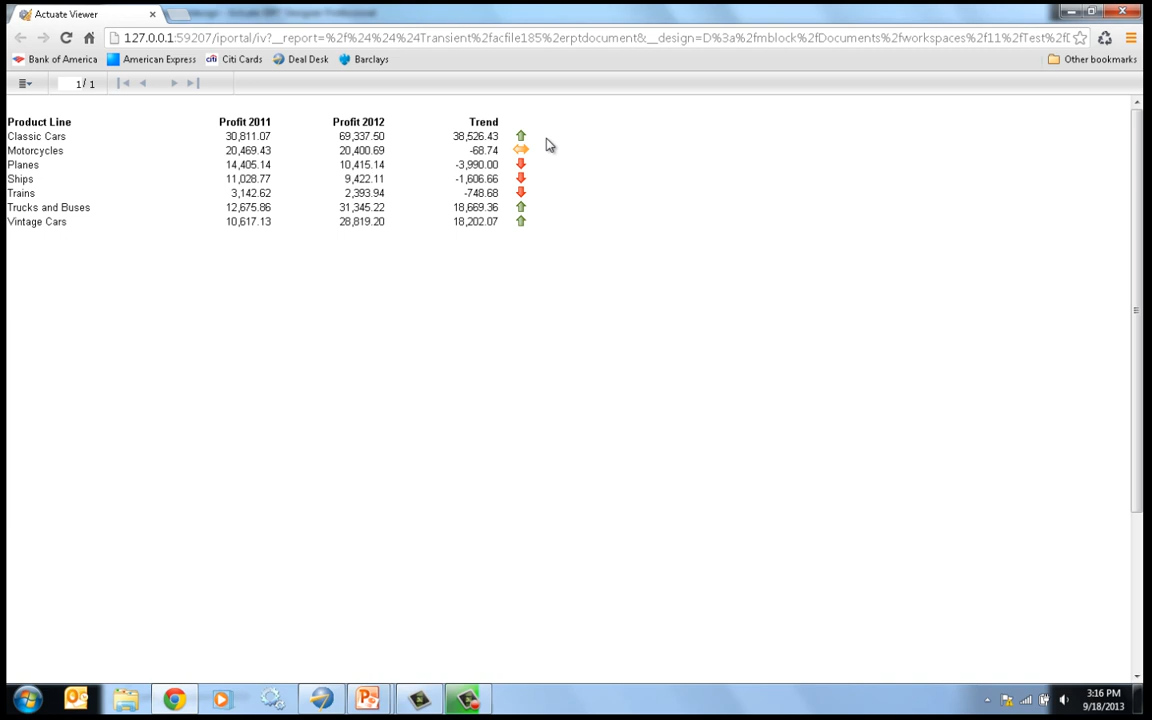 Actuate Viewer
127.0.0.1:59207/iportal/iv?__report=%2f%24%24%24Transient%2facfile185%2erptdocument&__design=D%3a%2fmblock%2fDocuments%2fworkspaces%2f11%2fTest%2f
Bank of America American Express citi Citi Cards Deal Desk Barclays Other bookmarks
1/ 1
Product Line Profit 2011 Profit 2012 Trend
Classic Cars 30,811.07 69,337.50 38,526.43
Motorcycles 20,469.43 20,400.69 -68.74
Planes 14,405.14 10,415.14 -3,990.00
Ships 11,028.77 9,422.11 -1,606.66
Trains 3,142.62 2,393.94 -748.68
Trucks and Buses 12,675.86 31,345.22 18,669.36
Vintage Cars 10,617.13 28,819.20 18,202.07
3:16 PM
9/18/2013